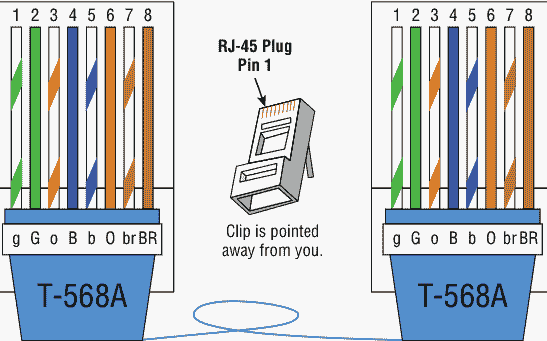 1 2 3 4 5 6 7 8
RJ-45 Plug
Pin 1
Clip is pointed
away from you.
g G o B b O br BR
T-568A
1 2 3 4 5 6 7 8
g G o B b O br BR
T-568A